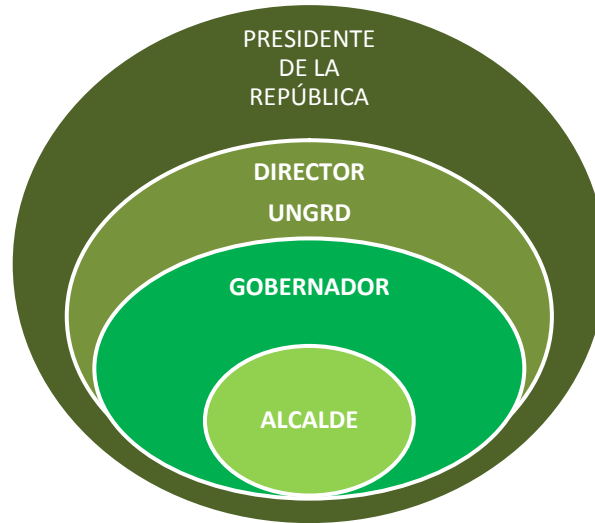 PRESIDENTE
DE LA
REPÚBLICA
DIRECTOR
UNGRD
GOBERNADOR
ALCALDE